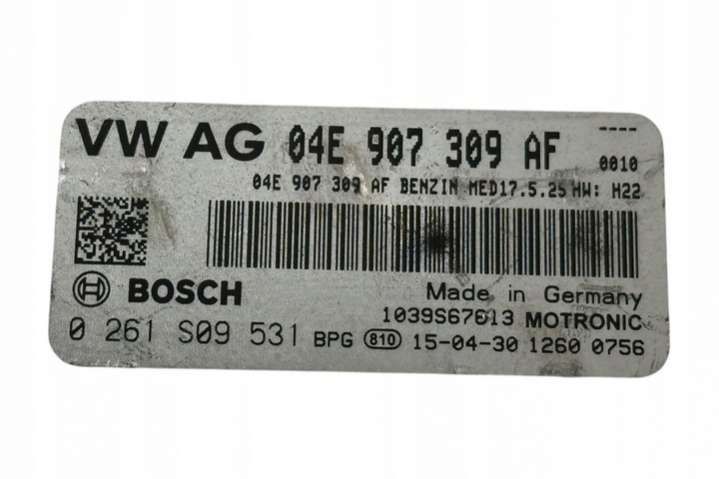 VW AG 04E 907 309 AF ----
0010
04E 907 309 AF BENZIN MED17.5.25 HW: H22
BOSCH Made in Germany
1039S67613 MOTRONIC
0 261 S09 531 BPG 810 15-04-30 1260 0756